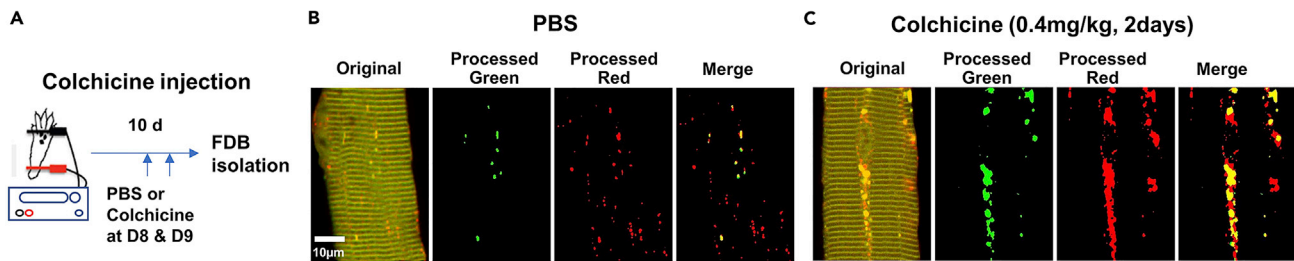 A
Colchicine injection
10 d
FDB
isolation
PBS or
Colchicine
at D8 & D9
B
PBS
Original
Processed
Green
Processed
Red
Merge
10μm
C
Colchicine (0.4mg/kg, 2days)
Original
Processed
Green
Processed
Red
Merge